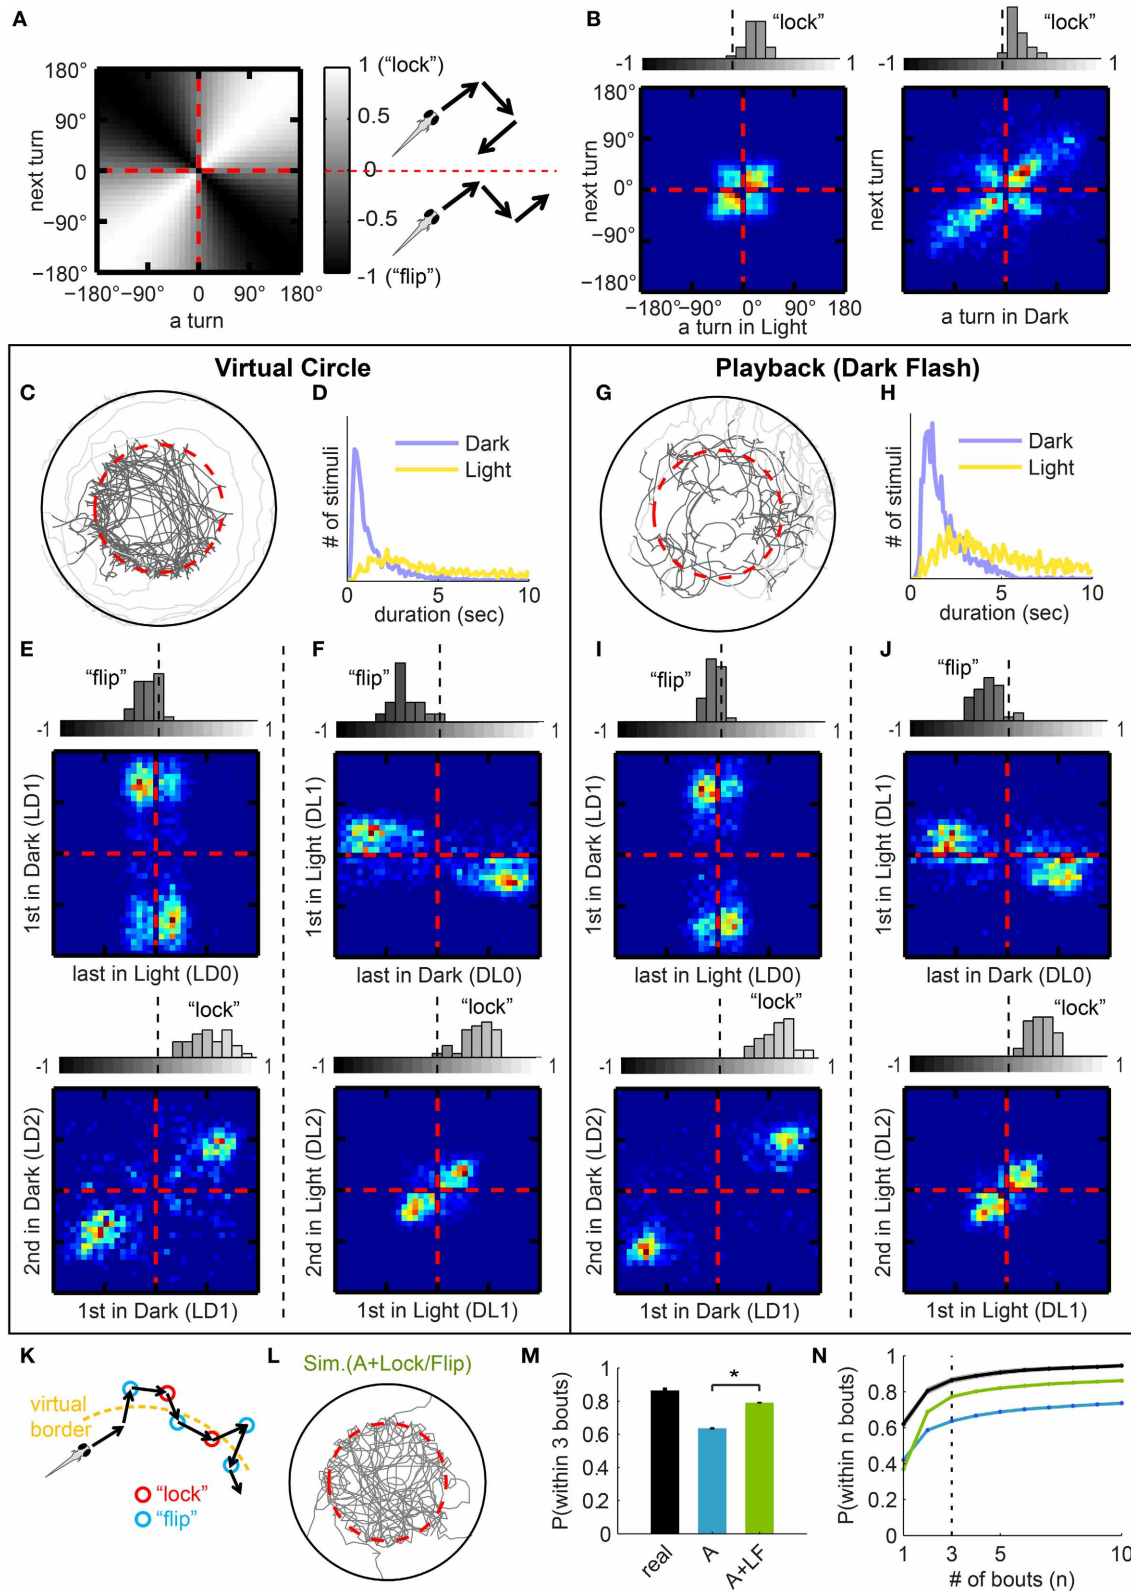 A
180°
90°
0
−90°
−180°
next turn
−180°
−90°
0
90°
180°
a turn
1 (“lock”)
0.5
0
-0.5
-1 (“flip”)
B
“lock”
-1
1
180°
90°
0°
−90°
−180°
next turn
−180°
−90°
0°
90°
180
a turn in Light
“lock”
-1
1
next turn
a turn in Dark
Virtual Circle
C
D
Dark
Light
# of stimuli
0
5
10
duration (sec)
E
“flip”
-1
1
1st in Dark (LD1)
last in Light (LD0)
“lock”
-1
1
2nd in Dark (LD2)
1st in Dark (LD1)
F
“flip”
-1
1
1st in Light (DL1)
last in Dark (DL0)
“lock”
-1
1
2nd in Light (DL2)
1st in Light (DL1)
Playback (Dark Flash)
G
H
Dark
Light
# of stimuli
0
5
10
duration (sec)
I
“flip”
-1
1
1st in Dark (LD1)
last in Light (LD0)
“lock”
-1
1
2nd in Dark (LD2)
1st in Dark (LD1)
J
“flip”
-1
1
1st in Light (DL1)
last in Dark (DL0)
“lock”
-1
1
2nd in Light (DL2)
1st in Light (DL1)
K
virtual
border
“lock”
“flip”
L
Sim.(A+Lock/Flip)
M
1
0.8
0.6
0.4
0.2
0
P(within 3 bouts)
*
real
A
A+LF
N
1
0.8
0.6
0.4
0.2
0
P(within n bouts)
1
3
5
10
# of bouts (n)